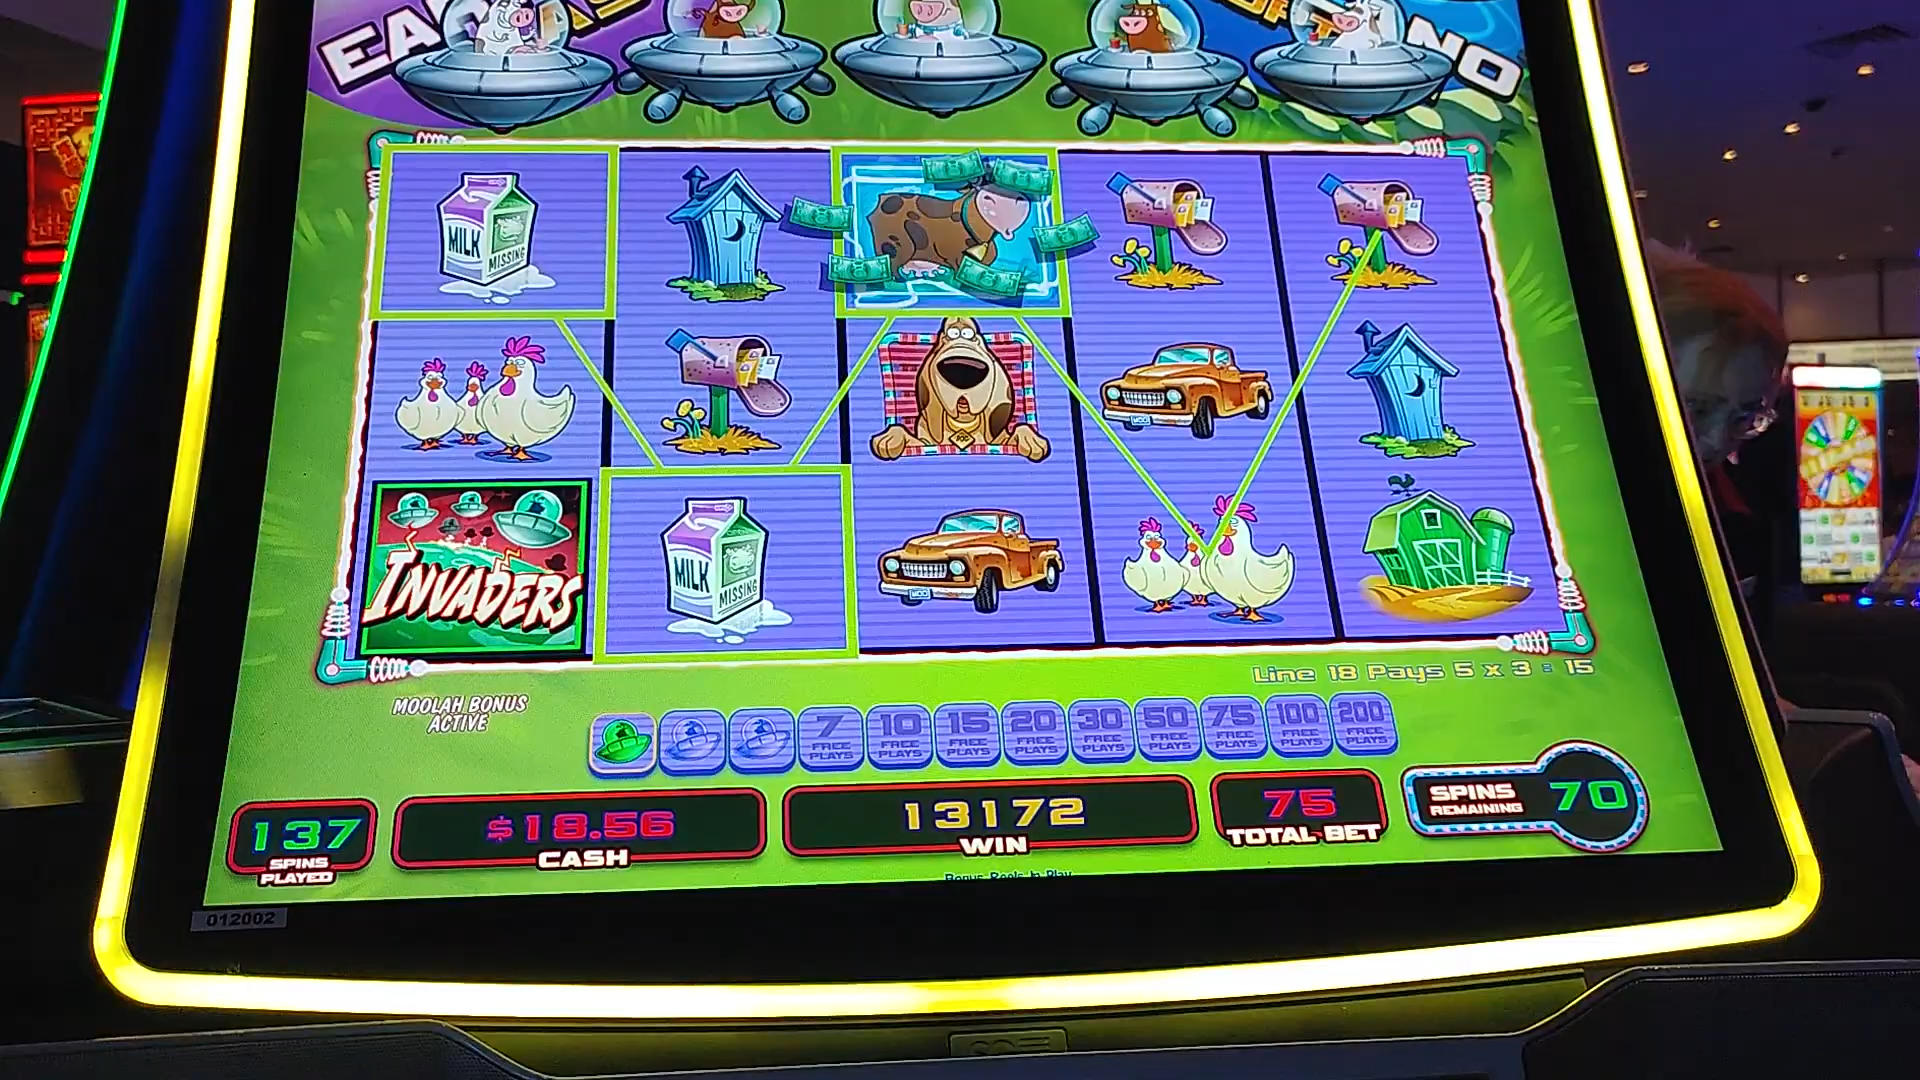 MILK
MISSING
INVADERS
MILK
MISSING
Line 18 Pays 5 x 3 = 15
MOOLAH BONUS
ACTIVE
7 FREE PLAYS
10 FREE PLAYS
15 FREE PLAYS
20 FREE PLAYS
30 FREE PLAYS
50 FREE PLAYS
75 FREE PLAYS
100 FREE PLAYS
200 FREE PLAYS
137
SPINS
PLAYED
$18.56
CASH
13172
WIN
75
TOTAL BET
SPINS
REMAINING
70
012002